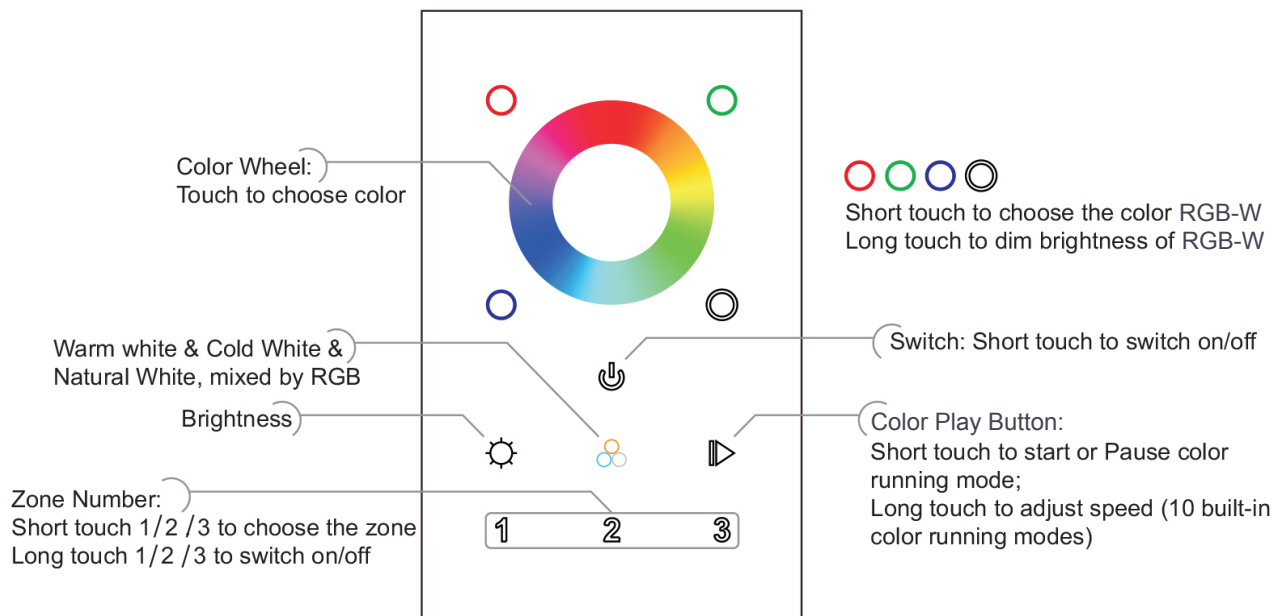 Color Wheel:
Touch to choose color
Short touch to choose the color RGB-W
Long touch to dim brightness of RGB-W
Warm white & Cold White &
Natural White, mixed by RGB
Switch: Short touch to switch on/off
Brightness
Color Play Button:
Short touch to start or Pause color
running mode;
Long touch to adjust speed (10 built-in
color running modes)
Zone Number:
Short touch 1/2/3 to choose the zone
Long touch 1/2/3 to switch on/off
1 2 3